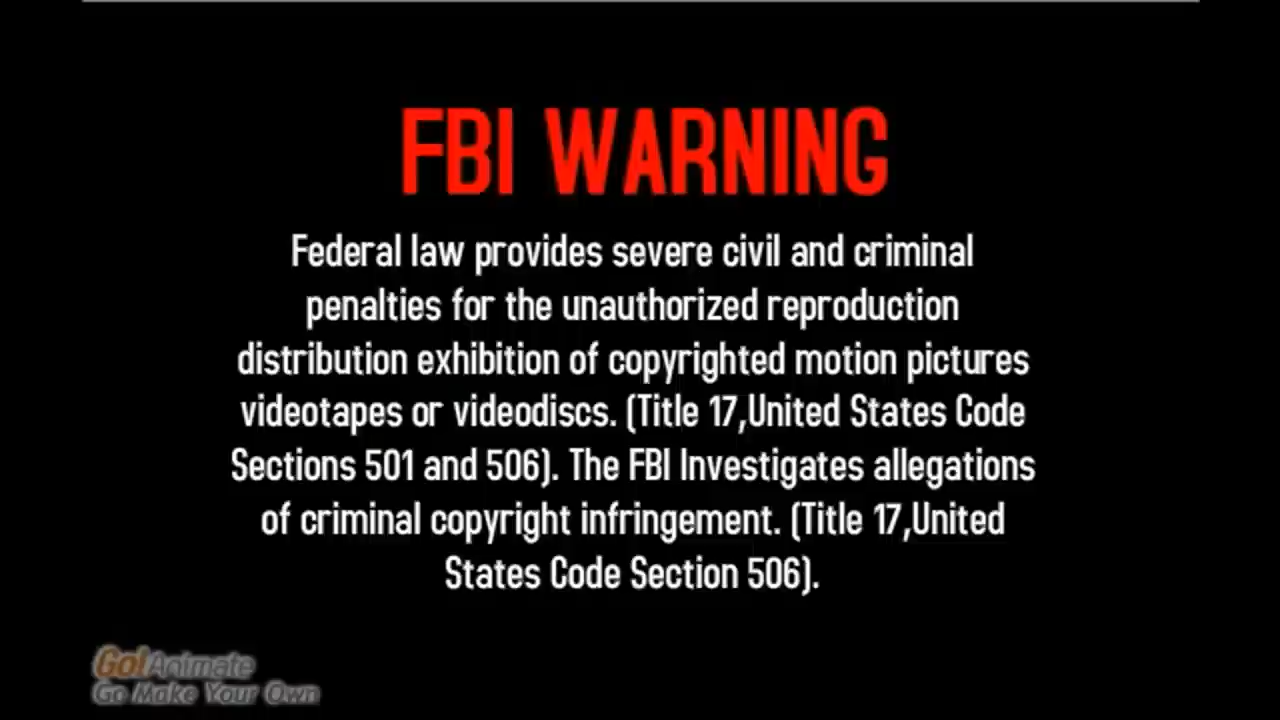 FBI WARNING
Federal law provides severe civil and criminal
penalties for the unauthorized reproduction
distribution exhibition of copyrighted motion pictures
videotapes or videodiscs. (Title 17,United States Code
Sections 501 and 506). The FBI Investigates allegations
of criminal copyright infringement. (Title 17,United
States Code Section 506).
Go!Animate
Go Make Your Own